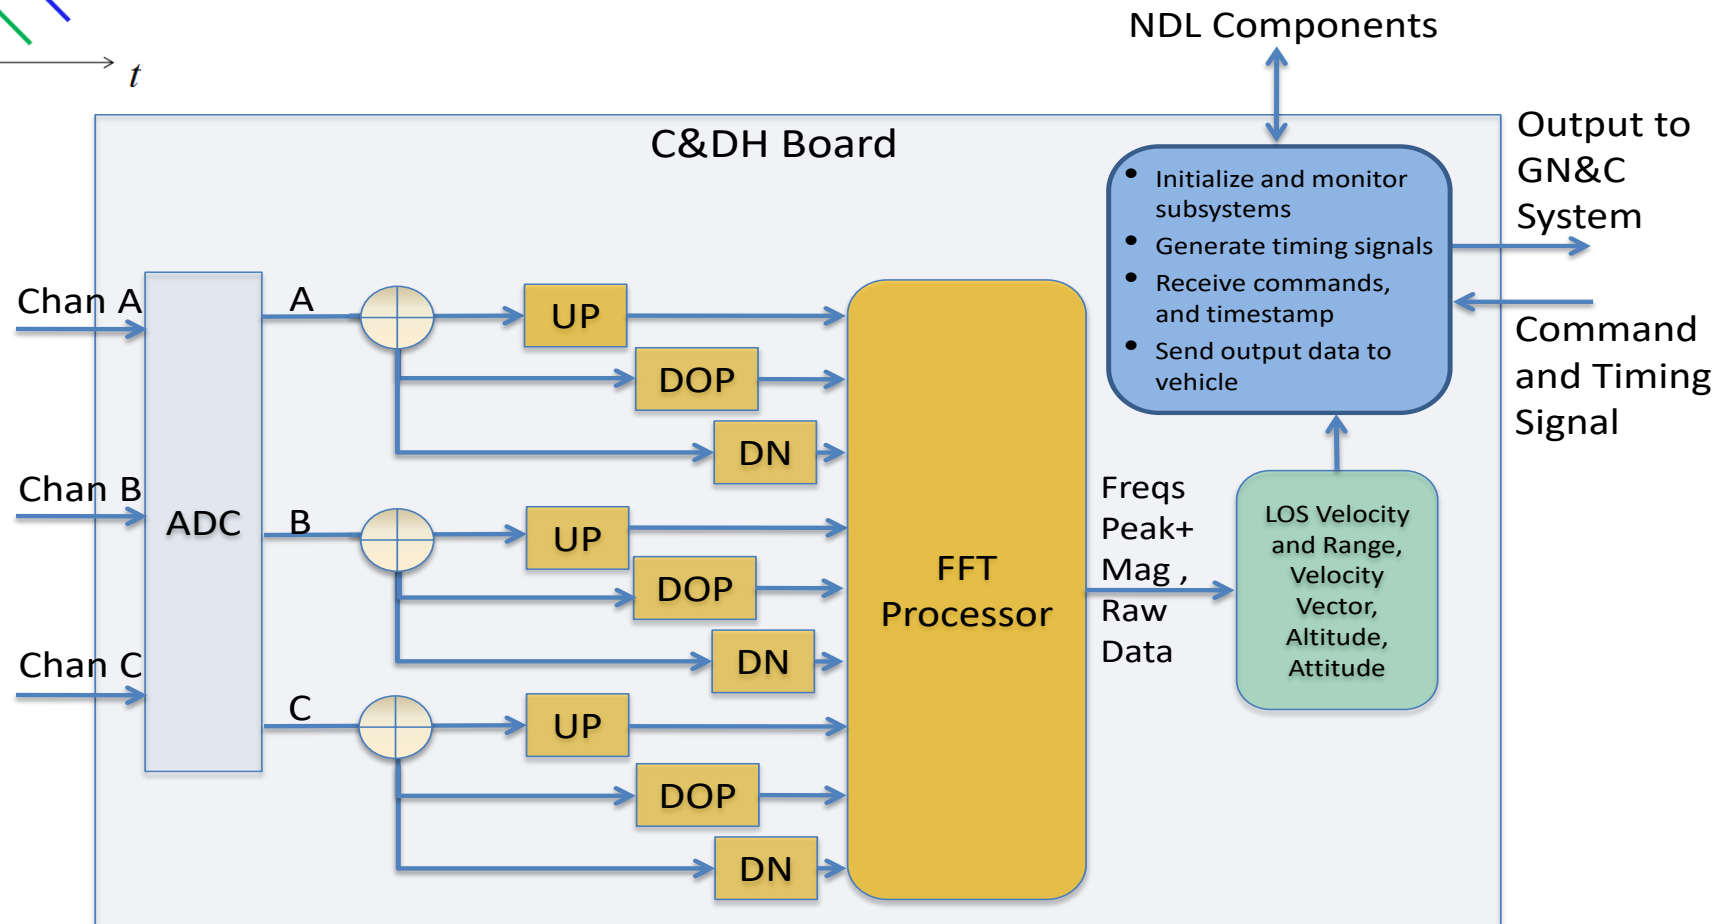 t
NDL Components
C&DH Board
Output to
GN&C
System
• Initialize and monitor
subsystems
• Generate timing signals
• Receive commands,
and timestamp
• Send output data to
vehicle
Command
and Timing
Signal
Chan A
Chan B
Chan C
ADC
A
UP
DOP
DN
B
UP
DOP
DN
C
UP
DOP
DN
FFT
Processor
Freqs
Peak+
Mag ,
Raw
Data
LOS Velocity
and Range,
Velocity
Vector,
Altitude,
Attitude